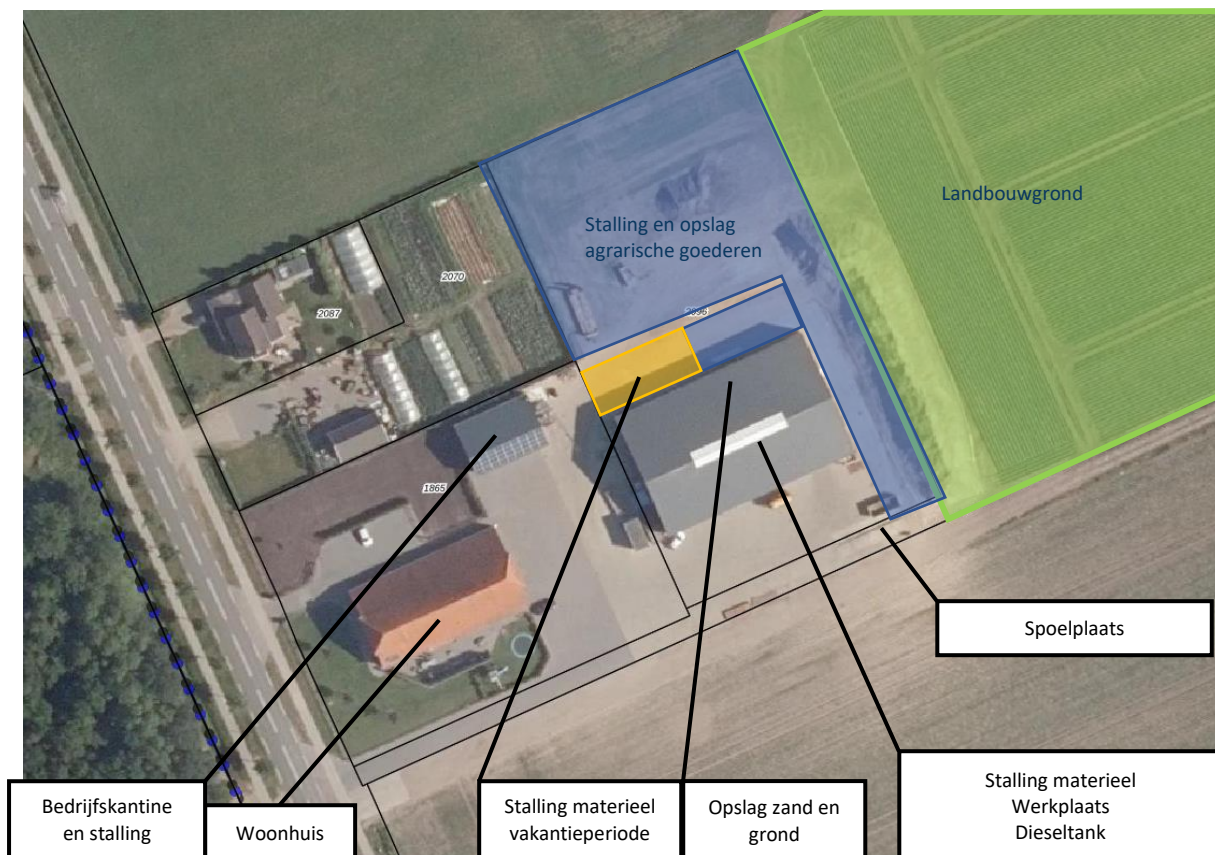 Landbouwgrond
Stalling en opslag
agrarische goederen
2070
2087
2096
1865
Spoelplaats
Bedrijfskantine
en stalling
Woonhuis
Stalling materieel
vakantieperiode
Opslag zand en
grond
Stalling materieel
Werkplaats
Dieseltank